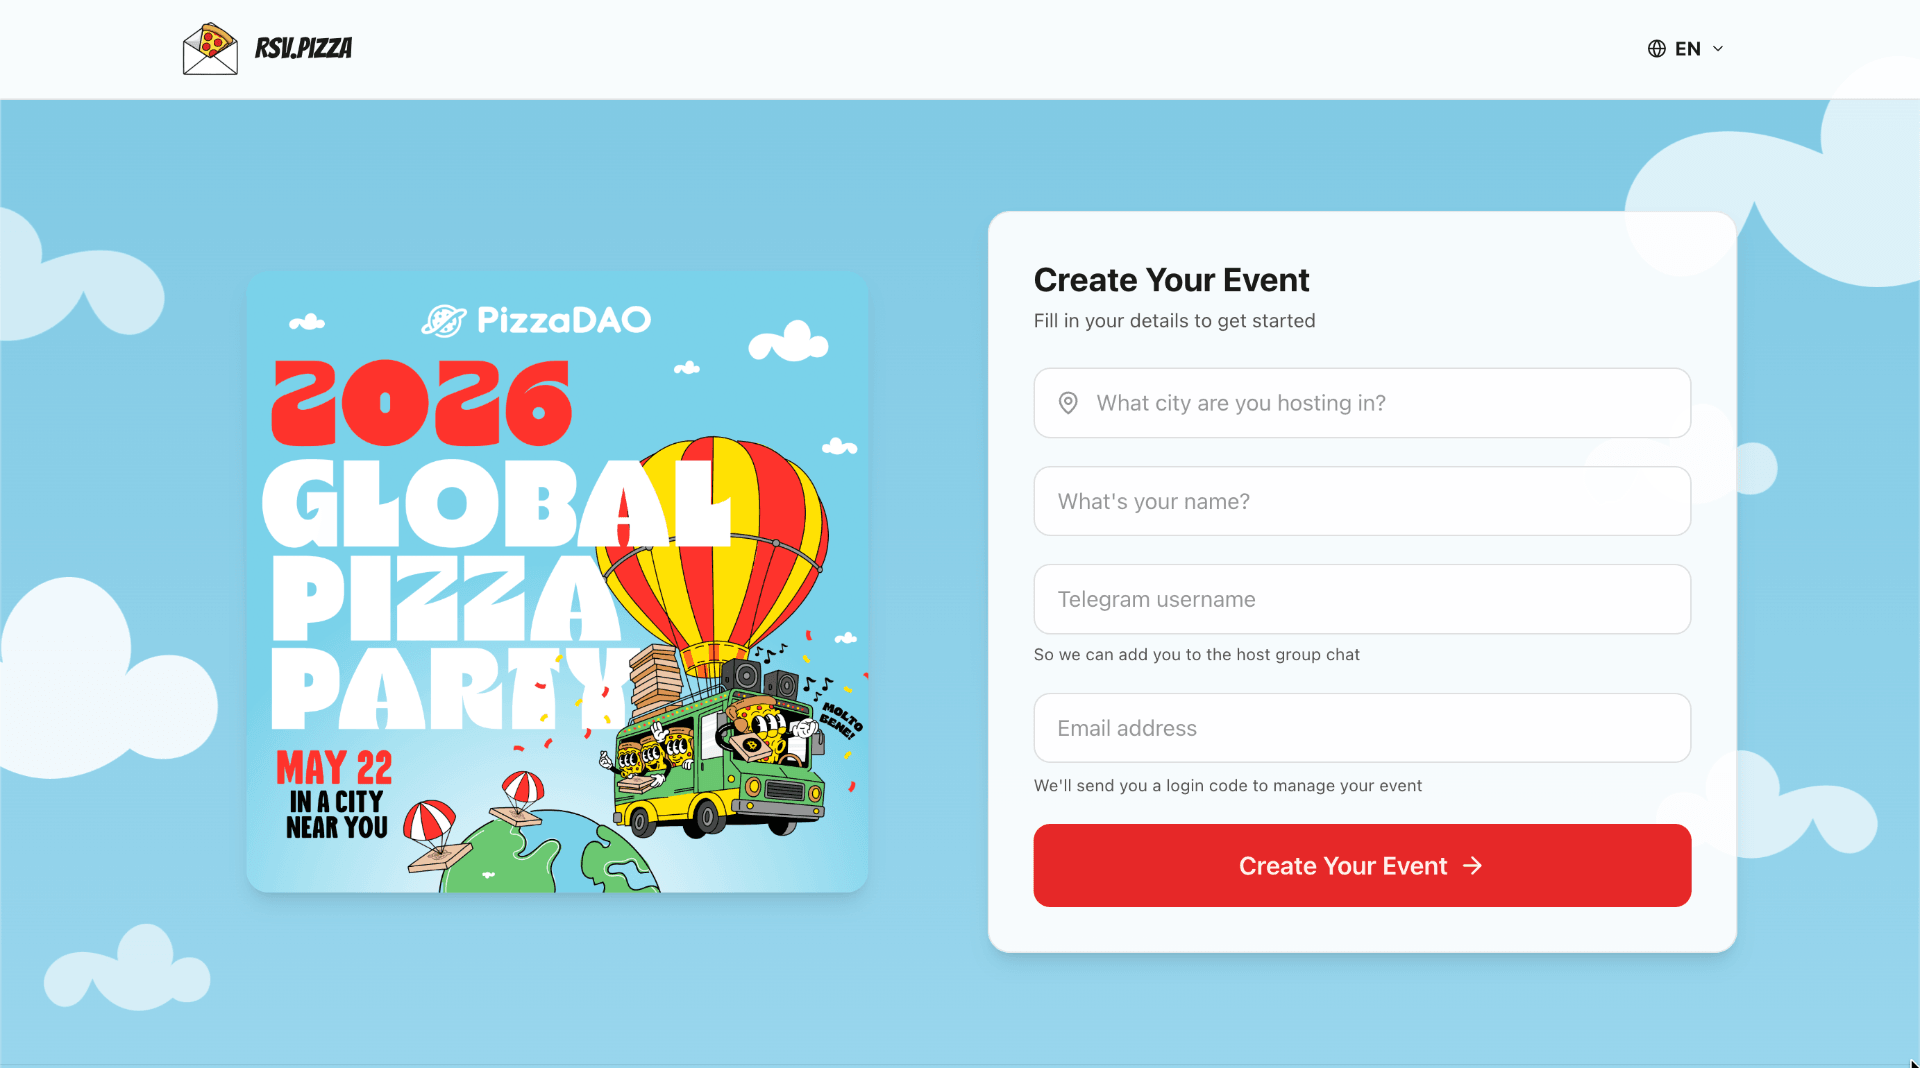 RSV.PIZZA
EN
PizzaDAO
2026
GLOBAL
PIZZA
PARTY
MOLTO
BENE!
MAY 22
IN A CITY
NEAR YOU
Create Your Event
Fill in your details to get started
What city are you hosting in?
What's your name?
Telegram username
So we can add you to the host group chat
Email address
We'll send you a login code to manage your event
Create Your Event →